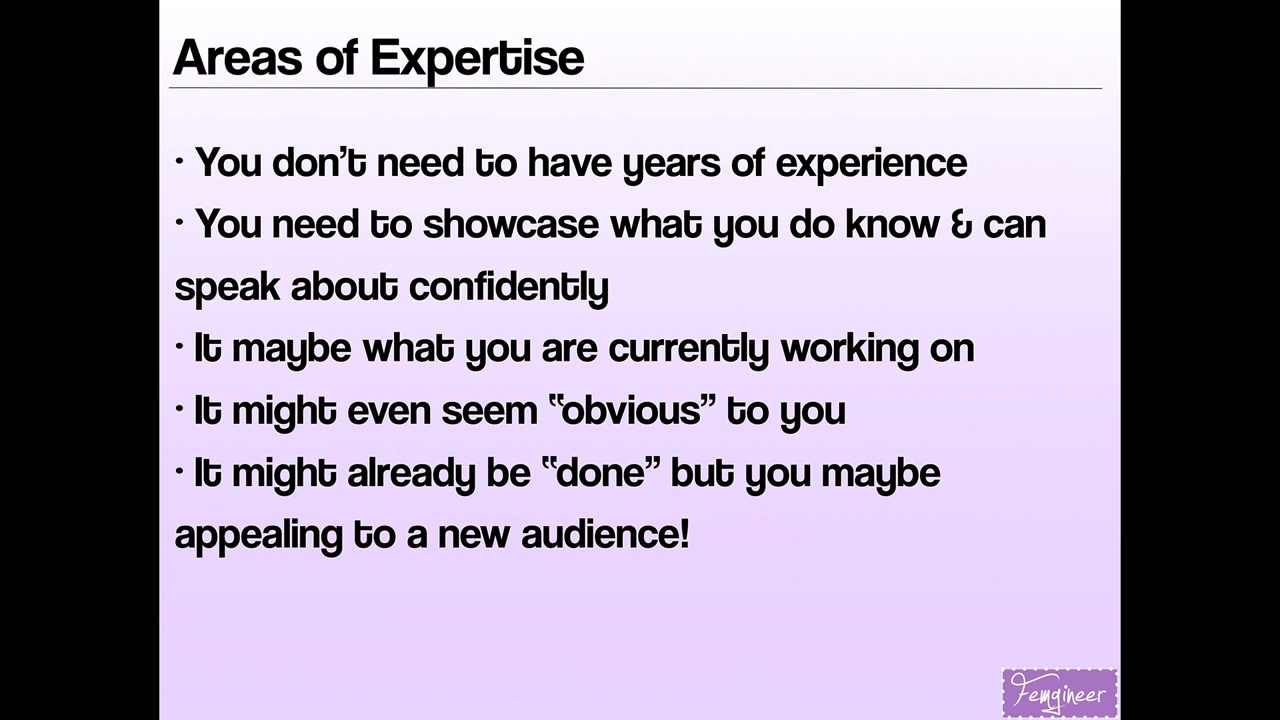 Areas of Expertise
· You don’t need to have years of experience
· You need to showcase what you do know & can
speak about confidently
· It maybe what you are currently working on
· It might even seem “obvious” to you
· It might already be “done” but you maybe
appealing to a new audience!
Femgineer